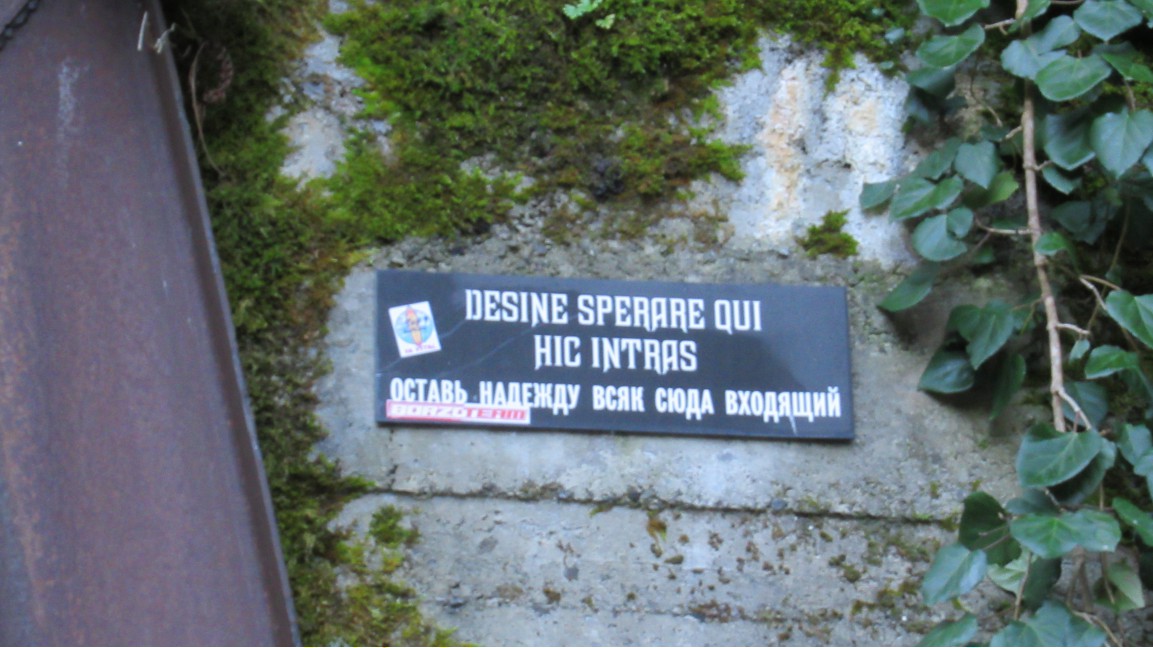 DESINE SPERARE QUI
HIC INTRAS
ОСТАВЬ НАДЕЖДУ ВСЯК СЮДА ВХОДЯЩИЙ
BORZOTEAM